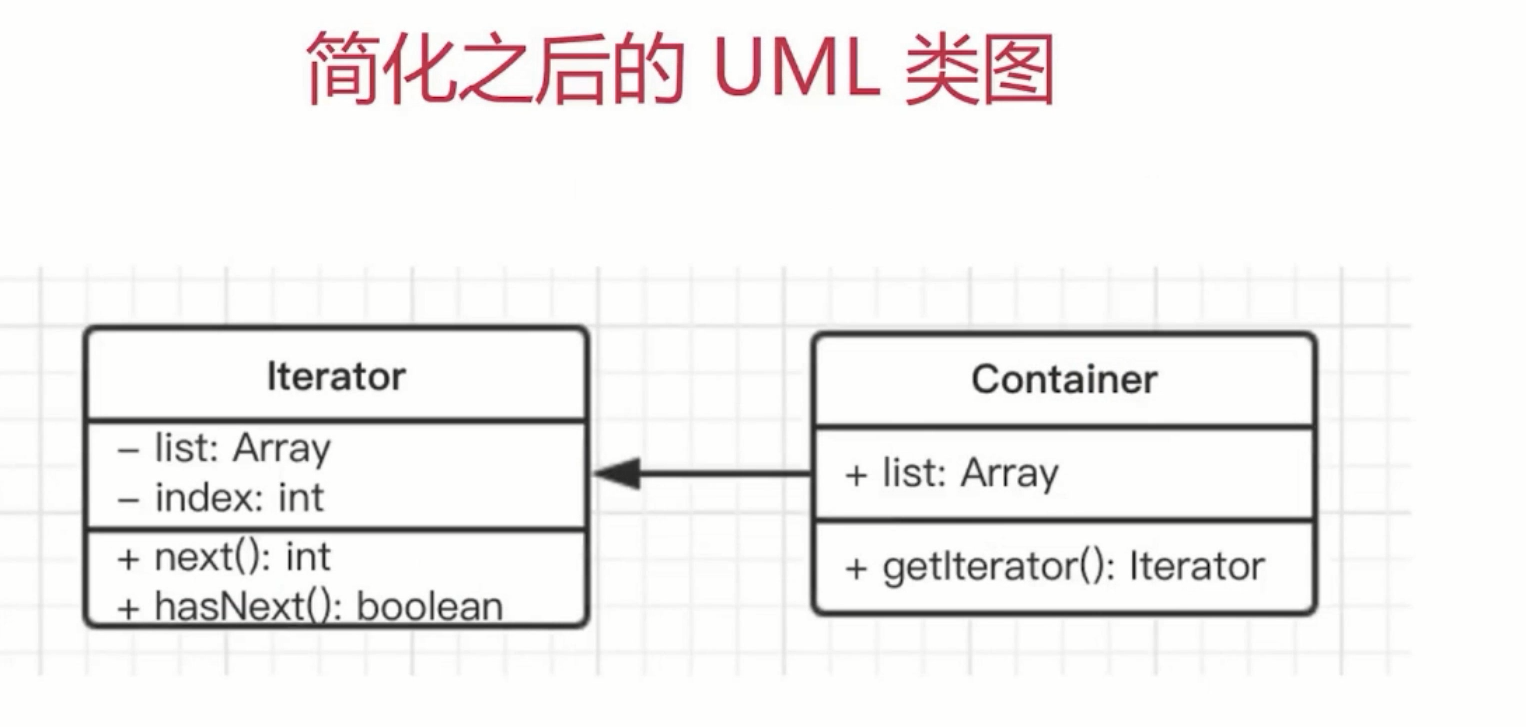 简化之后的 UML 类图
Iterator
– list: Array
– index: int
+ next(): int
+ hasNext(): boolean
Container
+ list: Array
+ getIterator(): Iterator